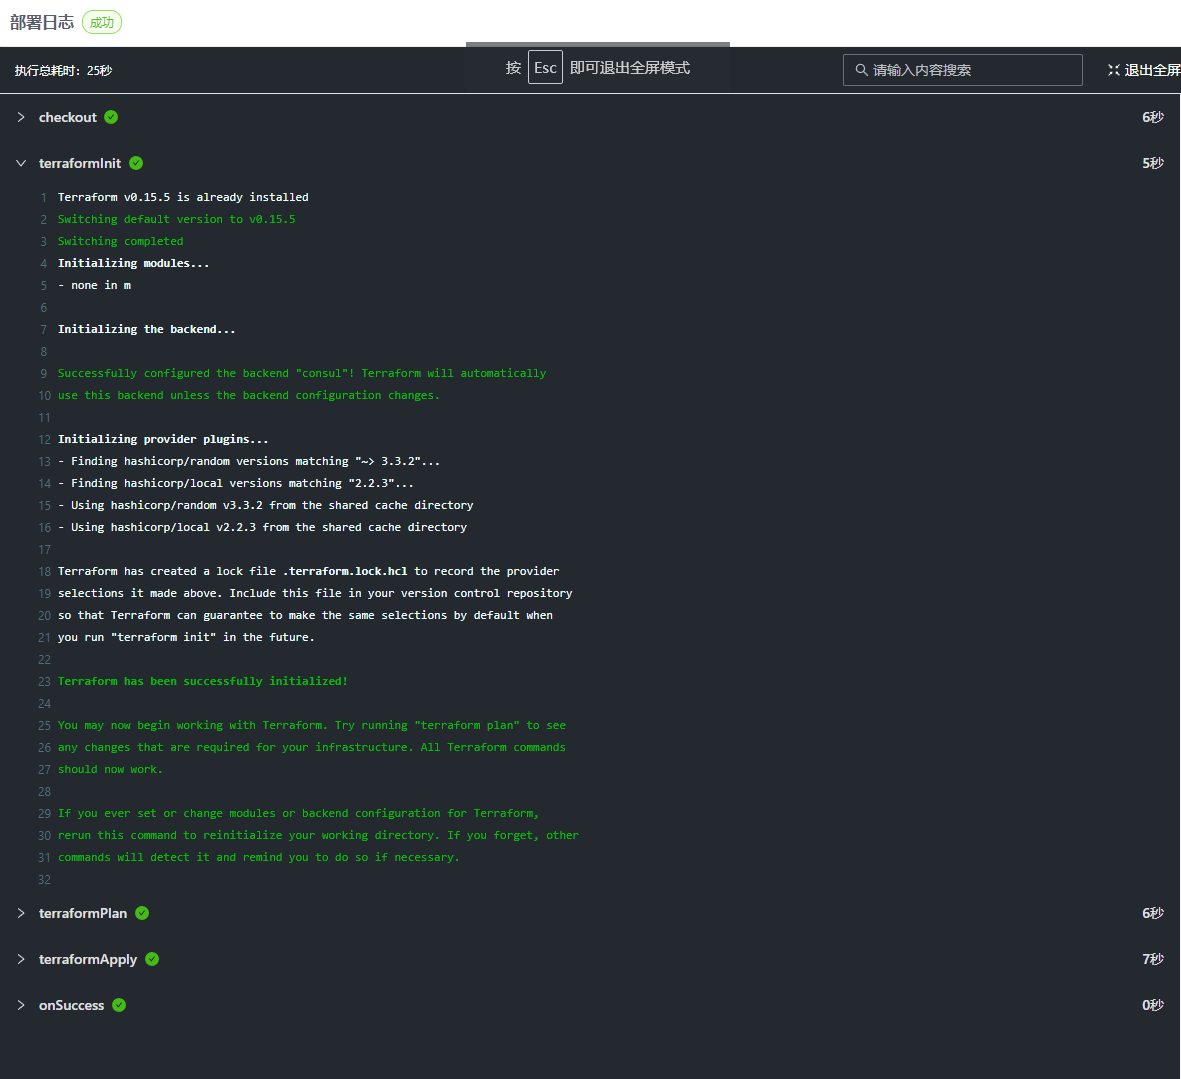 部署日志 成功
执行总耗时：25秒 按 Esc 即可退出全屏模式 请输入内容搜索 退出全屏
checkout 6秒
terraformInit 5秒
1 Terraform v0.15.5 is already installed
2 Switching default version to v0.15.5
3 Switching completed
4 Initializing modules...
5 - none in m
6
7 Initializing the backend...
8
9 Successfully configured the backend "consul"! Terraform will automatically
10 use this backend unless the backend configuration changes.
11
12 Initializing provider plugins...
13 - Finding hashicorp/random versions matching "~> 3.3.2"...
14 - Finding hashicorp/local versions matching "2.2.3"...
15 - Using hashicorp/random v3.3.2 from the shared cache directory
16 - Using hashicorp/local v2.2.3 from the shared cache directory
17
18 Terraform has created a lock file .terraform.lock.hcl to record the provider
19 selections it made above. Include this file in your version control repository
20 so that Terraform can guarantee to make the same selections by default when
21 you run "terraform init" in the future.
22
23 Terraform has been successfully initialized!
24
25 You may now begin working with Terraform. Try running "terraform plan" to see
26 any changes that are required for your infrastructure. All Terraform commands
27 should now work.
28
29 If you ever set or change modules or backend configuration for Terraform,
30 rerun this command to reinitialize your working directory. If you forget, other
31 commands will detect it and remind you to do so if necessary.
32
terraformPlan 6秒
terraformApply 7秒
onSuccess 0秒